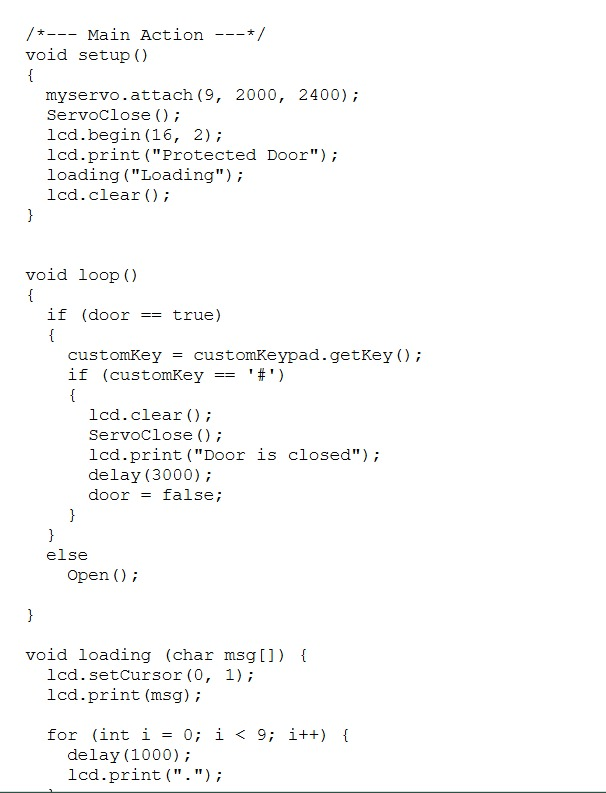 /*--- Main Action ---*/
void setup()
{
  myservo.attach(9, 2000, 2400);
  ServoClose();
  lcd.begin(16, 2);
  lcd.print("Protected Door");
  loading("Loading");
  lcd.clear();
}


void loop()
{
  if (door == true)
  {
    customKey = customKeypad.getKey();
    if (customKey == '#')
    {
      lcd.clear();
      ServoClose();
      lcd.print("Door is closed");
      delay(3000);
      door = false;
    }
  }
  else
    Open();

}

void loading (char msg[]) {
  lcd.setCursor(0, 1);
  lcd.print(msg);

  for (int i = 0; i < 9; i++) {
    delay(1000);
    lcd.print(".");